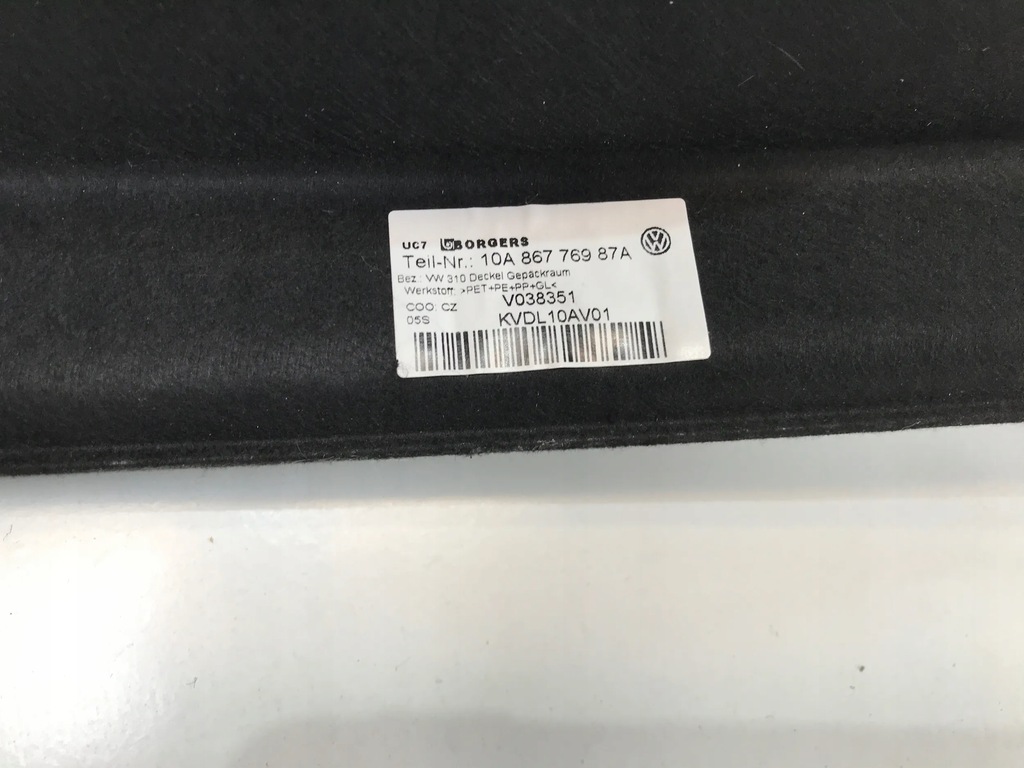 UC7 BORGERS
Teil-Nr.: 10A 867 769 87A
Bez.: VW 310 Deckel Gepäckraum
Werkstoff: >PET+PE+PP+GL<
COO: CZ V038351
05S KVDL10AV01